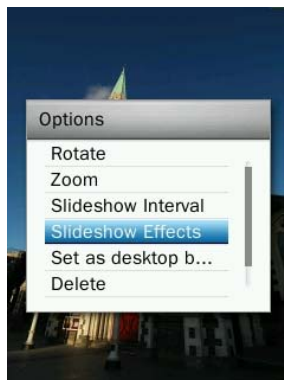 Options
Rotate
Zoom
Slideshow Interval
Slideshow Effects
Set as desktop b...
Delete